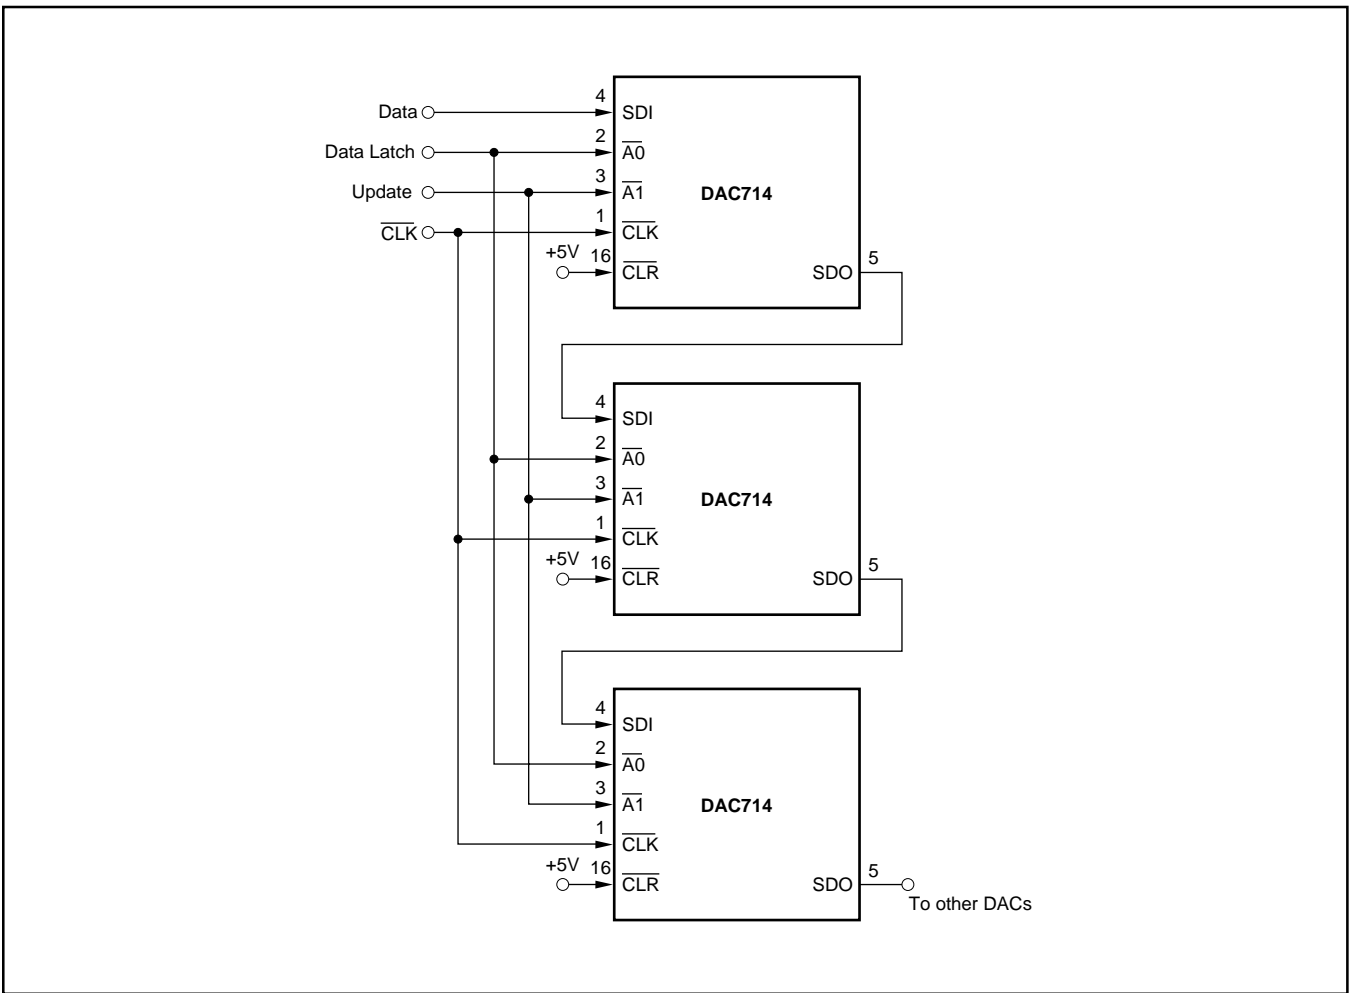 Data
4
SDI
Data Latch
2
A0
Update
3
A1
DAC714
CLK
1
CLK
+5V
16
CLR
SDO
5
4
SDI
2
A0
3
A1
DAC714
1
CLK
+5V
16
CLR
SDO
5
4
SDI
2
A0
3
A1
DAC714
1
CLK
+5V
16
CLR
SDO
5
To other DACs